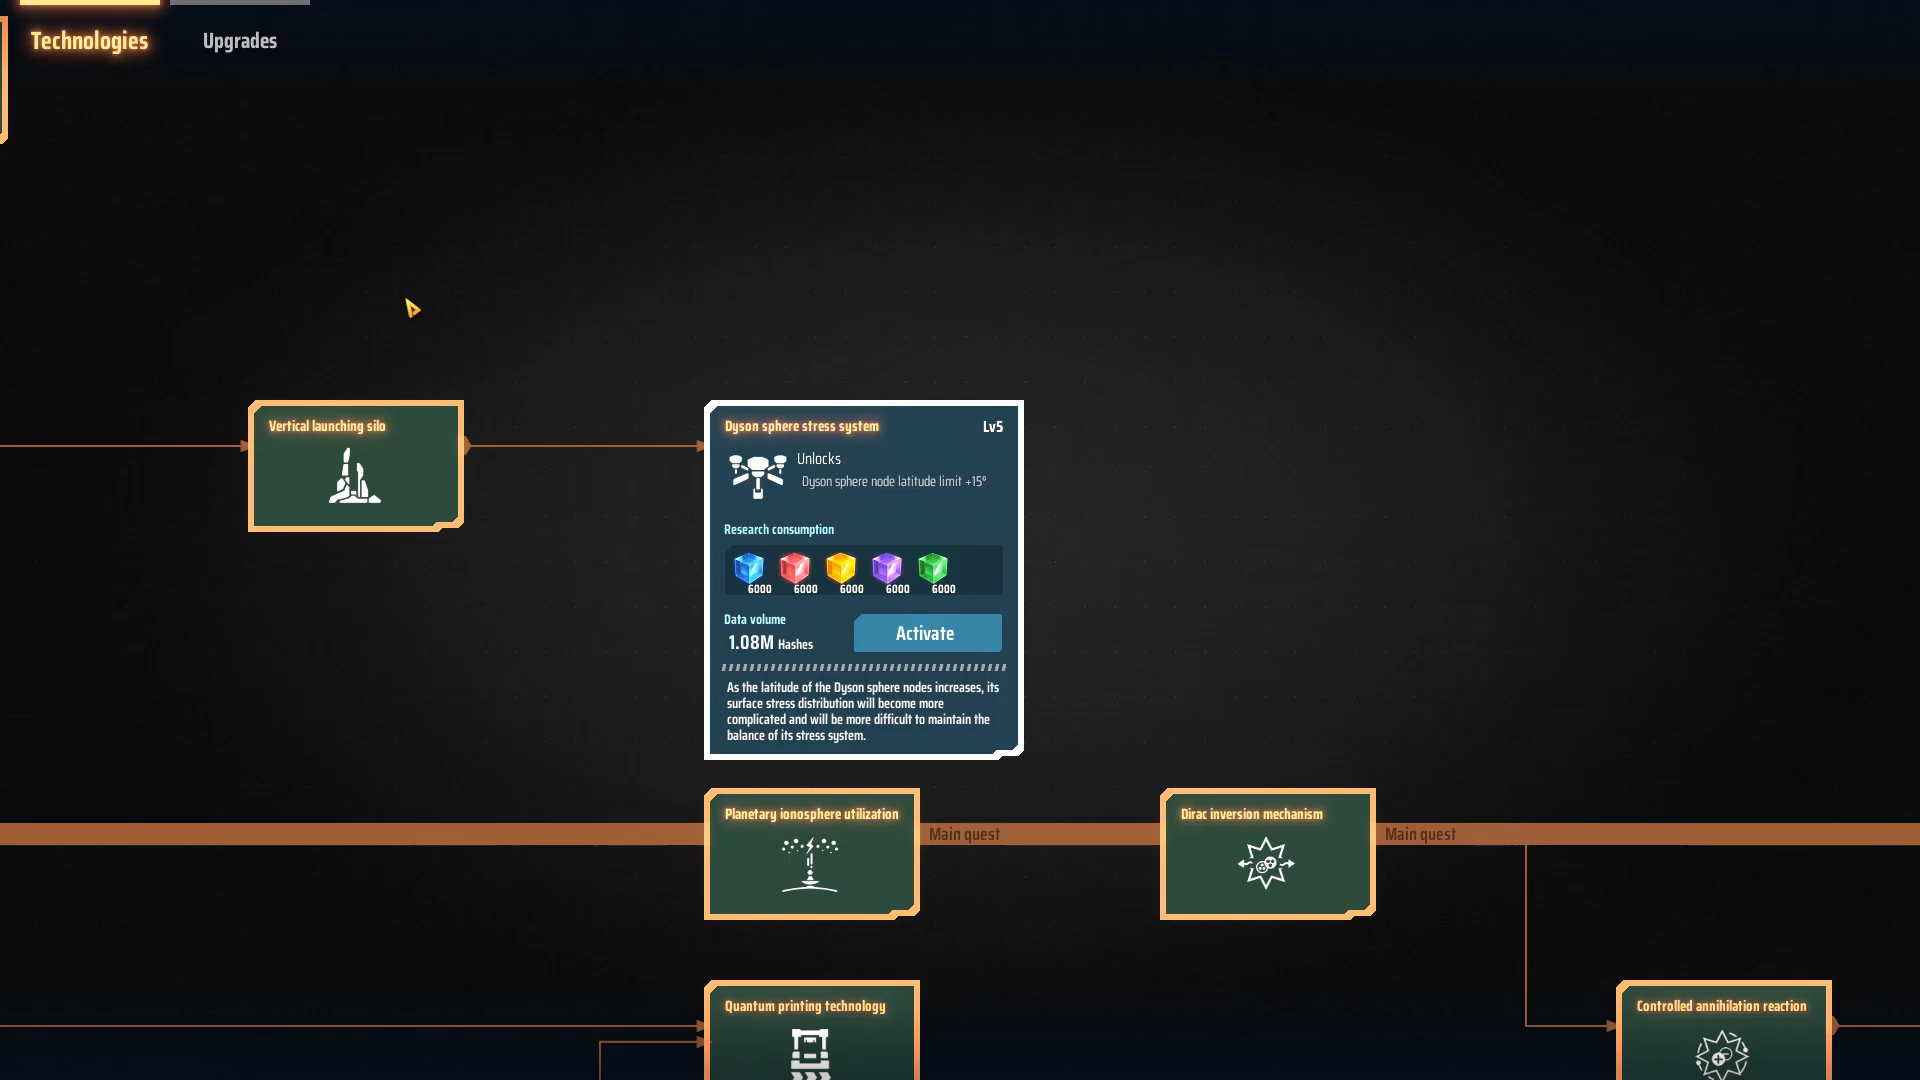 Technologies
Upgrades
Vertical launching silo
Dyson sphere stress system
Lv5
Unlocks
Dyson sphere node latitude limit +15°
Research consumption
6000 6000 6000 6000 6000
Data volume
1.08M Hashes
Activate
As the latitude of the Dyson sphere nodes increases, its
surface stress distribution will become more
complicated and will be more difficult to maintain the
balance of its stress system.
Planetary ionosphere utilization
Main quest
Dirac inversion mechanism
Main quest
Quantum printing technology
Controlled annihilation reaction